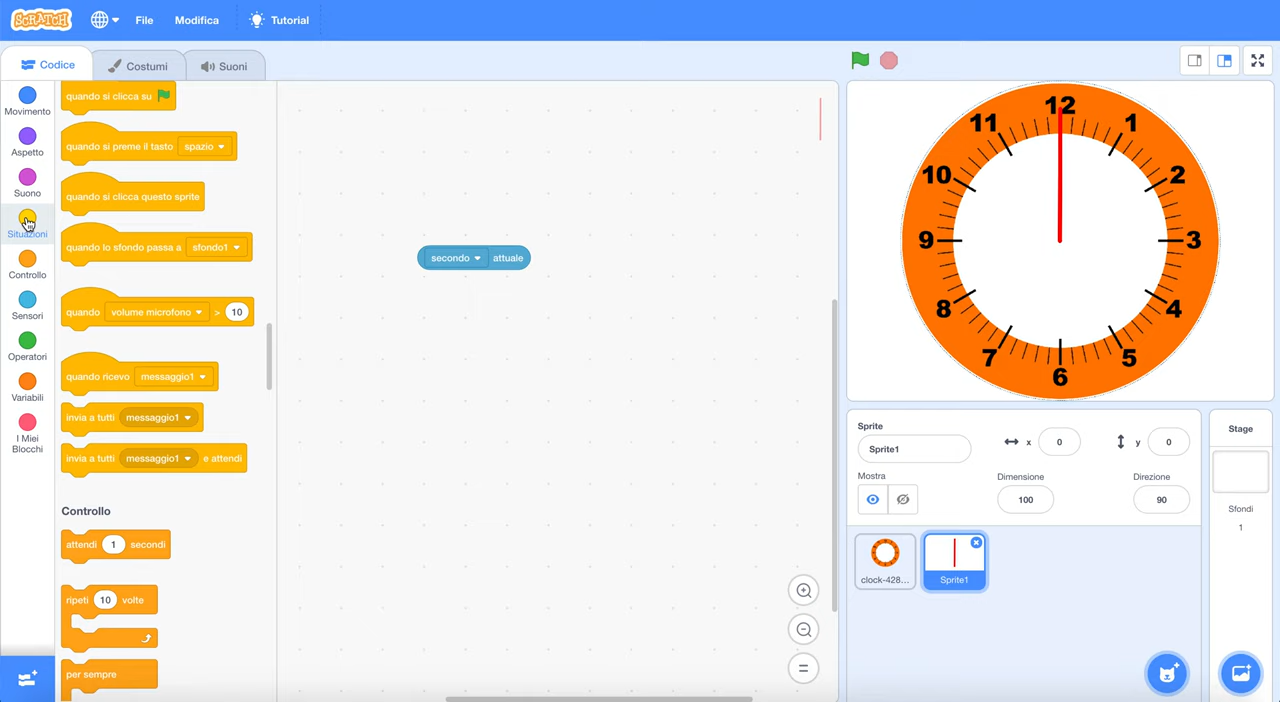 SCRATCH
File
Modifica
Tutorial
Codice
Costumi
Suoni
Movimento
Aspetto
Suono
Situazioni
Controllo
Sensori
Operatori
Variabili
I Miei
Blocchi
quando si clicca su
quando si preme il tasto spazio
quando si clicca questo sprite
quando lo sfondo passa a sfondo1
quando volume microfono > 10
quando ricevo messaggio1
invia a tutti messaggio1
invia a tutti messaggio1 e attendi
Controllo
attendi 1 secondi
ripeti 10 volte
per sempre
secondo attuale
12
1
2
3
4
5
6
7
8
9
10
11
Sprite
Sprite1
x 0
y 0
Mostra
Dimensione
100
Direzione
90
clock-428...
Sprite1
Stage
Sfondi
1